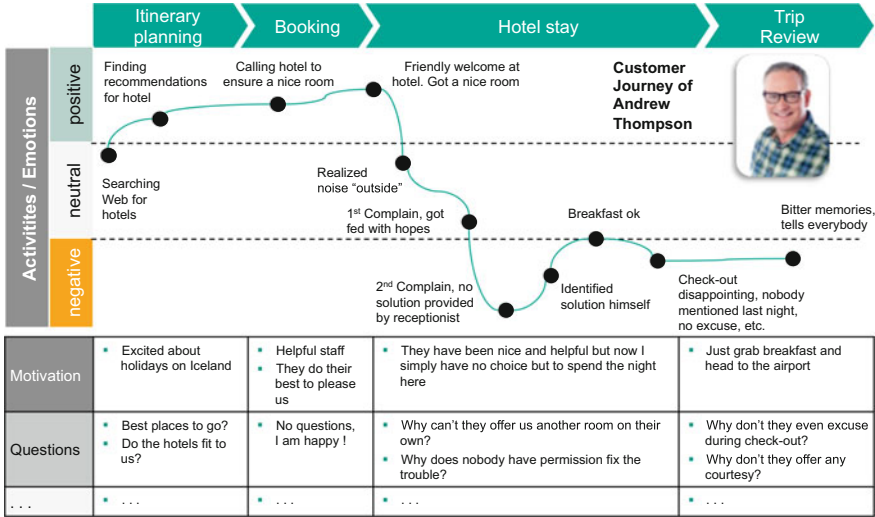 Itinerary
planning
Booking
Hotel stay
Trip
Review
Activitites / Emotions
positive
neutral
negative
Finding
recommendations
for hotel
Calling hotel to
ensure a nice room
Friendly welcome at
hotel. Got a nice room
Customer
Journey of
Andrew
Thompson
Searching
Web for
hotels
Realized
noise “outside”
1st Complain, got
fed with hopes
Breakfast ok
Bitter memories,
tells everybody
2nd Complain, no
solution provided
by receptionist
Identified
solution himself
Check-out
disappointing, nobody
mentioned last night,
no excuse, etc.
Motivation
• Excited about
holidays on Iceland
• Helpful staff
• They do their
best to please
us
• They have been nice and helpful but now I
simply have no choice but to spend the night
here
• Just grab breakfast and
head to the airport
Questions
• Best places to go?
• Do the hotels fit to
us?
• No questions,
I am happy !
• Why can’t they offer us another room on their
own?
• Why does nobody have permission fix the
trouble?
• Why don’t they even excuse
during check-out?
• Why don’t they offer any
courtesy?
. . .
• . . .
• . . .
• . . .
• . . .